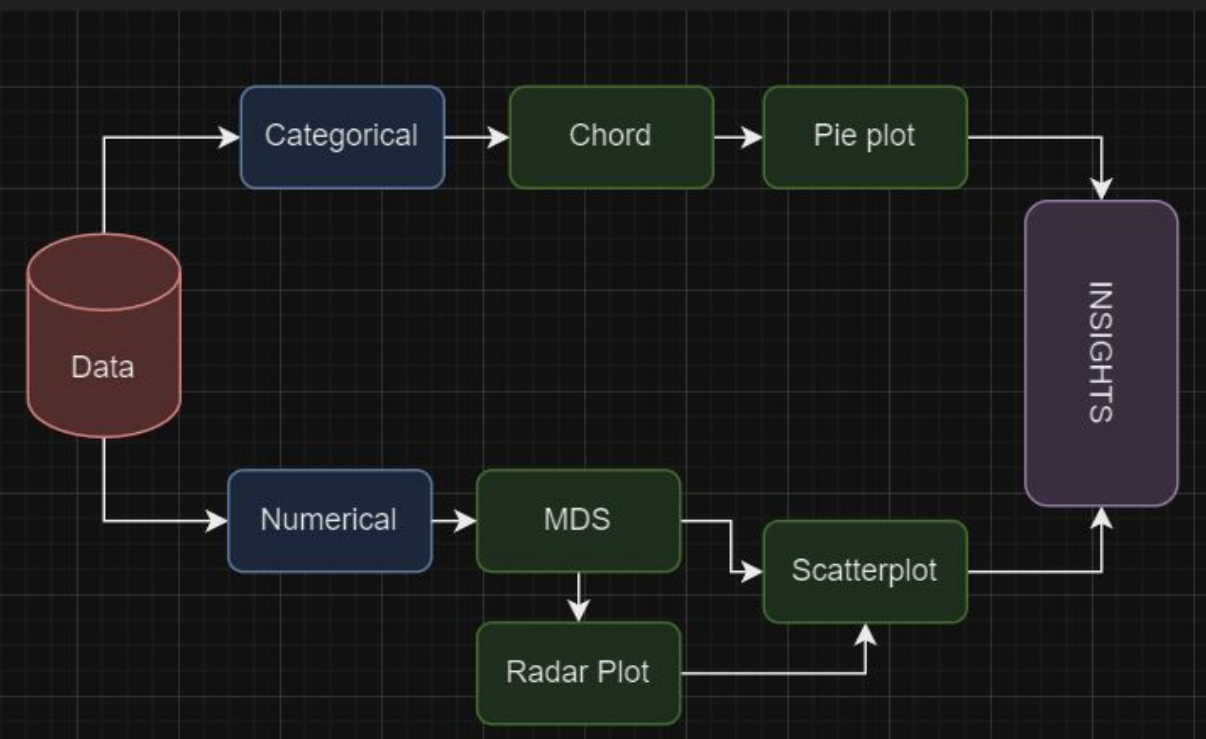 Categorical
Chord
Pie plot
Data
INSIGHTS
Numerical
MDS
Scatterplot
Radar Plot